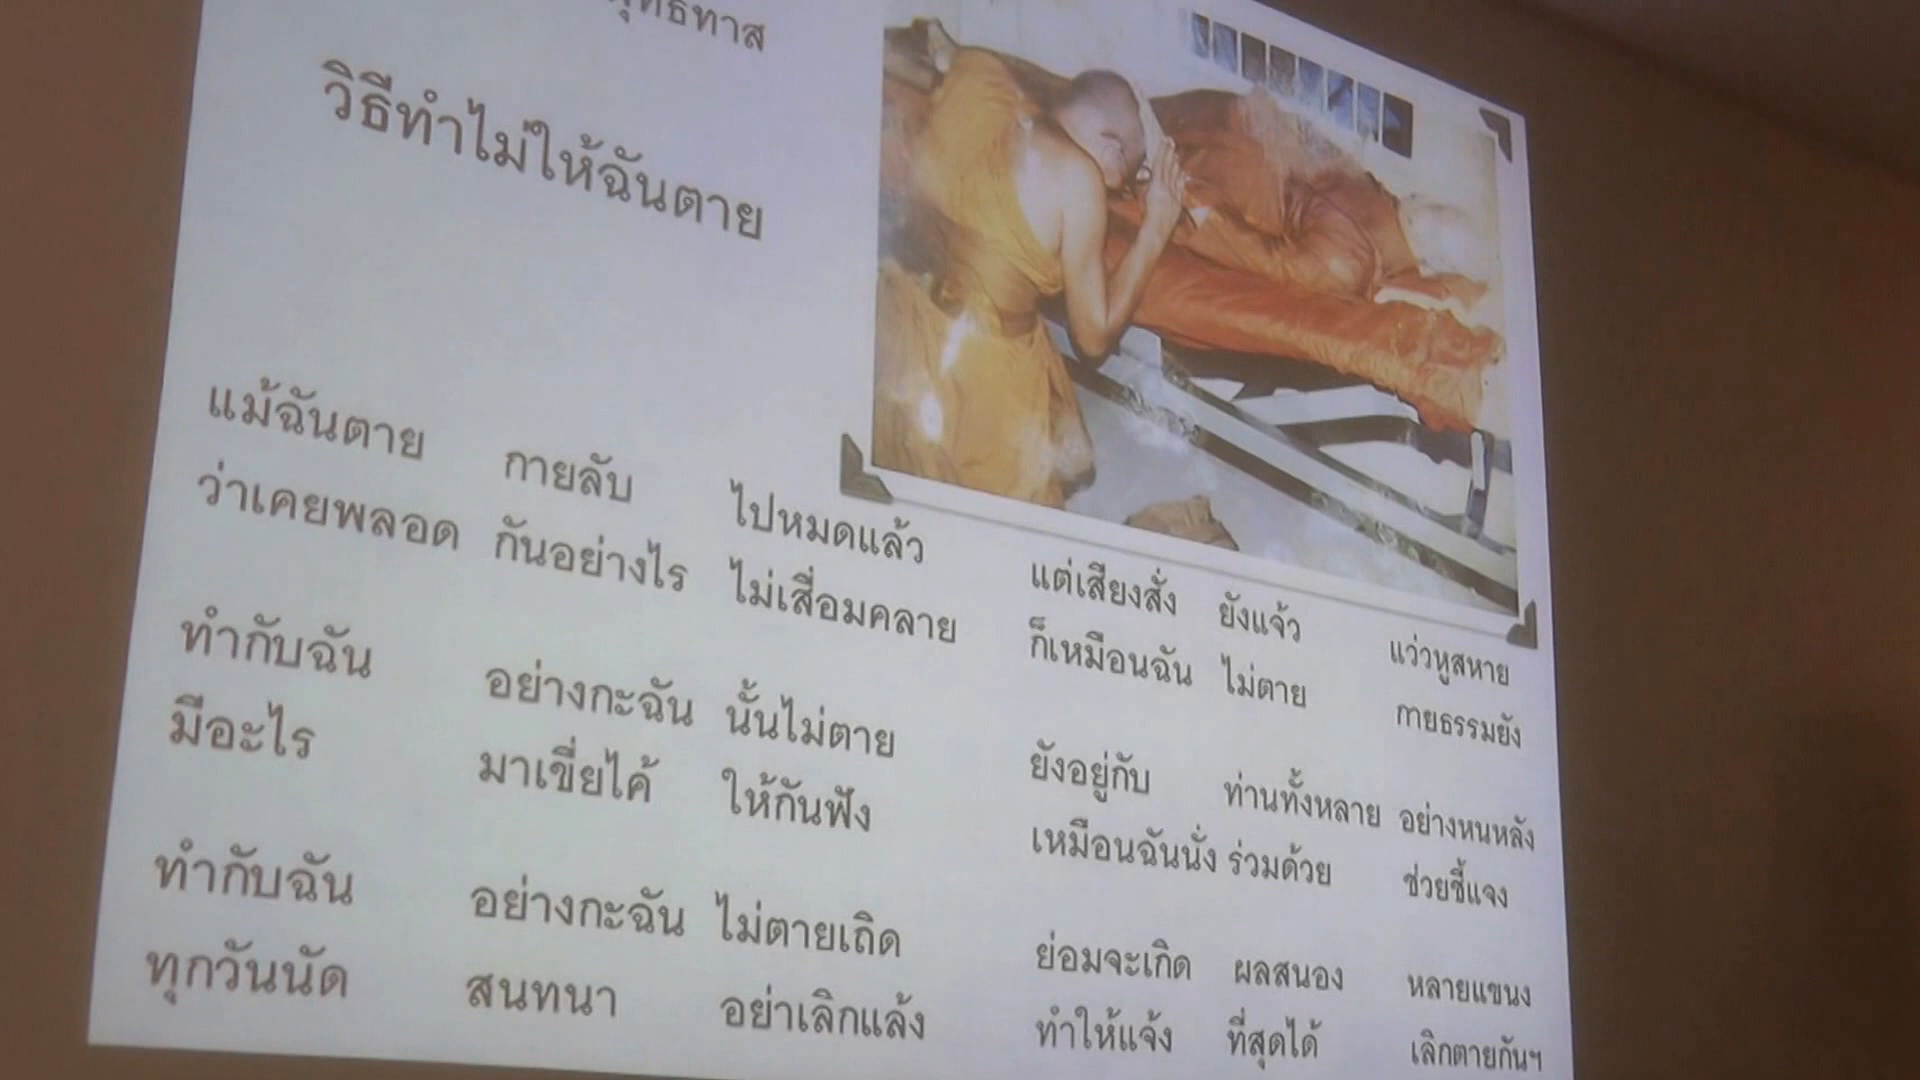 พุทธทาส
วิธีทำไม่ให้ฉันตาย
แม้ฉันตาย กายลับ ไปหมดแล้ว แต่เสียงสั่ง ยังแจ้ว แว่วหูสหาย
ว่าเคยพลอด กันอย่างไร ไม่เสื่อมคลาย ก็เหมือนฉัน ไม่ตาย กายธรรมยัง
ทำกับฉัน อย่างกะฉัน นั้นไม่ตาย ยังอยู่กับ ท่านทั้งหลาย อย่างหนหลัง
มีอะไร มาเขี่ยไค้ ให้กันฟัง เหมือนฉันนั่ง ร่วมด้วย ช่วยชี้แจง
ทำกับฉัน อย่างกะฉัน ไม่ตายเถิด ย่อมจะเกิด ผลสนอง หลายแขนง
ทุกวันนัด สนทนา อย่าเลิกแล้ง ทำให้แจ้ง ที่สุดได้ เลิกตายกันฯ